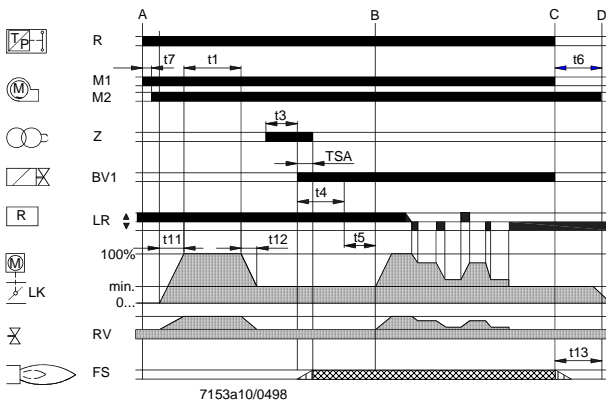 A B C D
T P R
t7 t1 t6
M M1
M2
t3
Z
TSA
BV1
t4
R LR
t11 t12 t5
M 100%
LK min.
0...
RV
t13
FS
7153a10/0498